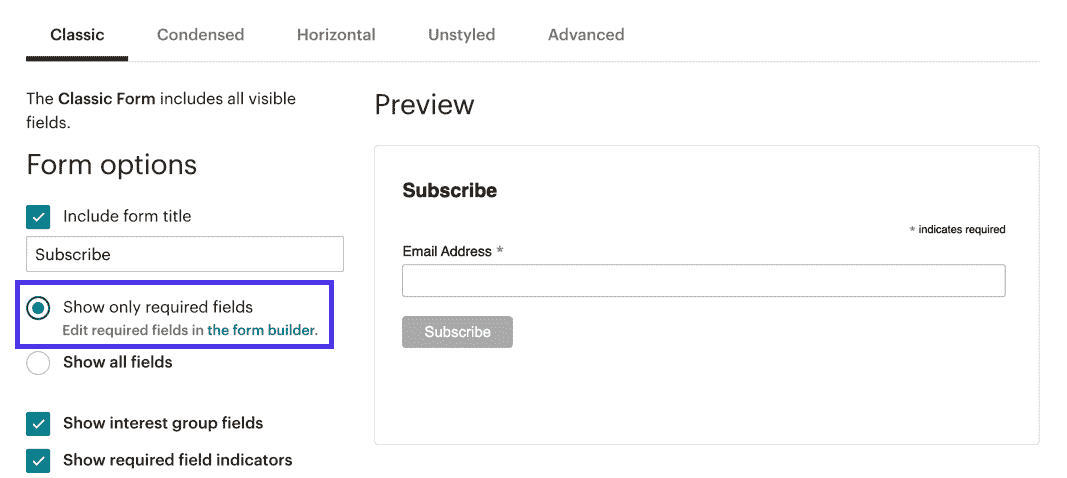 Classic Condensed Horizontal Unstyled Advanced
The Classic Form includes all visible
fields.
Form options
Include form title
Subscribe
Show only required fields
Edit required fields in the form builder.
Show all fields
Show interest group fields
Show required field indicators
Preview
Subscribe
* indicates required
Email Address *
Subscribe